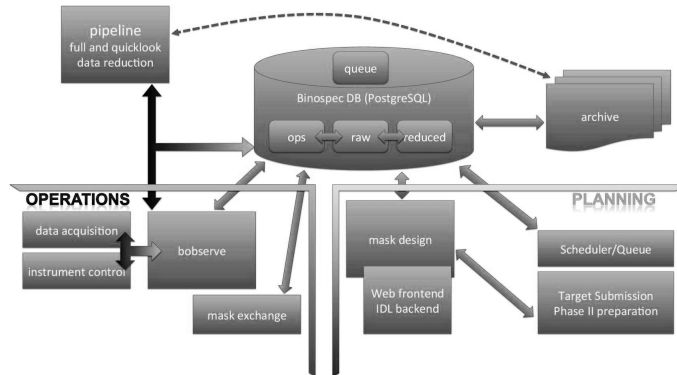 pipeline
full and quicklook
data reduction
queue
Binospec DB (PostgreSQL)
ops
raw
reduced
archive
OPERATIONS
PLANNING
data acquisition
instrument control
bobserve
mask exchange
mask design
Web frontend
IDL backend
Scheduler/Queue
Target Submission
Phase II preparation